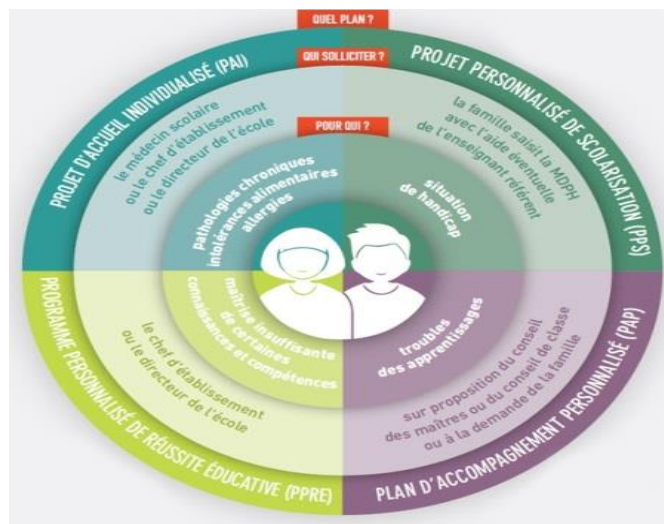 QUEL PLAN ?
QUI SOLLICITER ?
POUR QUI ?
PROJET D'ACCUEIL INDIVIDUALISÉ (PAI)
le médecin scolaire
ou le chef d'établissement
ou le directeur de l'école
pathologies chroniques
intolérances alimentaires
allergies
PROJET PERSONNALISÉ DE SCOLARISATION (PPS)
la famille saisit la MDPH
avec l'aide éventuelle
de l'enseignant référent
situation
de handicap
PROGRAMME PERSONNALISÉ DE RÉUSSITE ÉDUCATIVE (PPRE)
le chef d'établissement
ou le directeur de l'école
maîtrise insuffisante
de certaines
connaissances et compétences
PLAN D'ACCOMPAGNEMENT PERSONNALISÉ (PAP)
sur proposition du conseil
des maîtres ou du conseil de classe
ou à la demande de la famille
troubles
des apprentissages